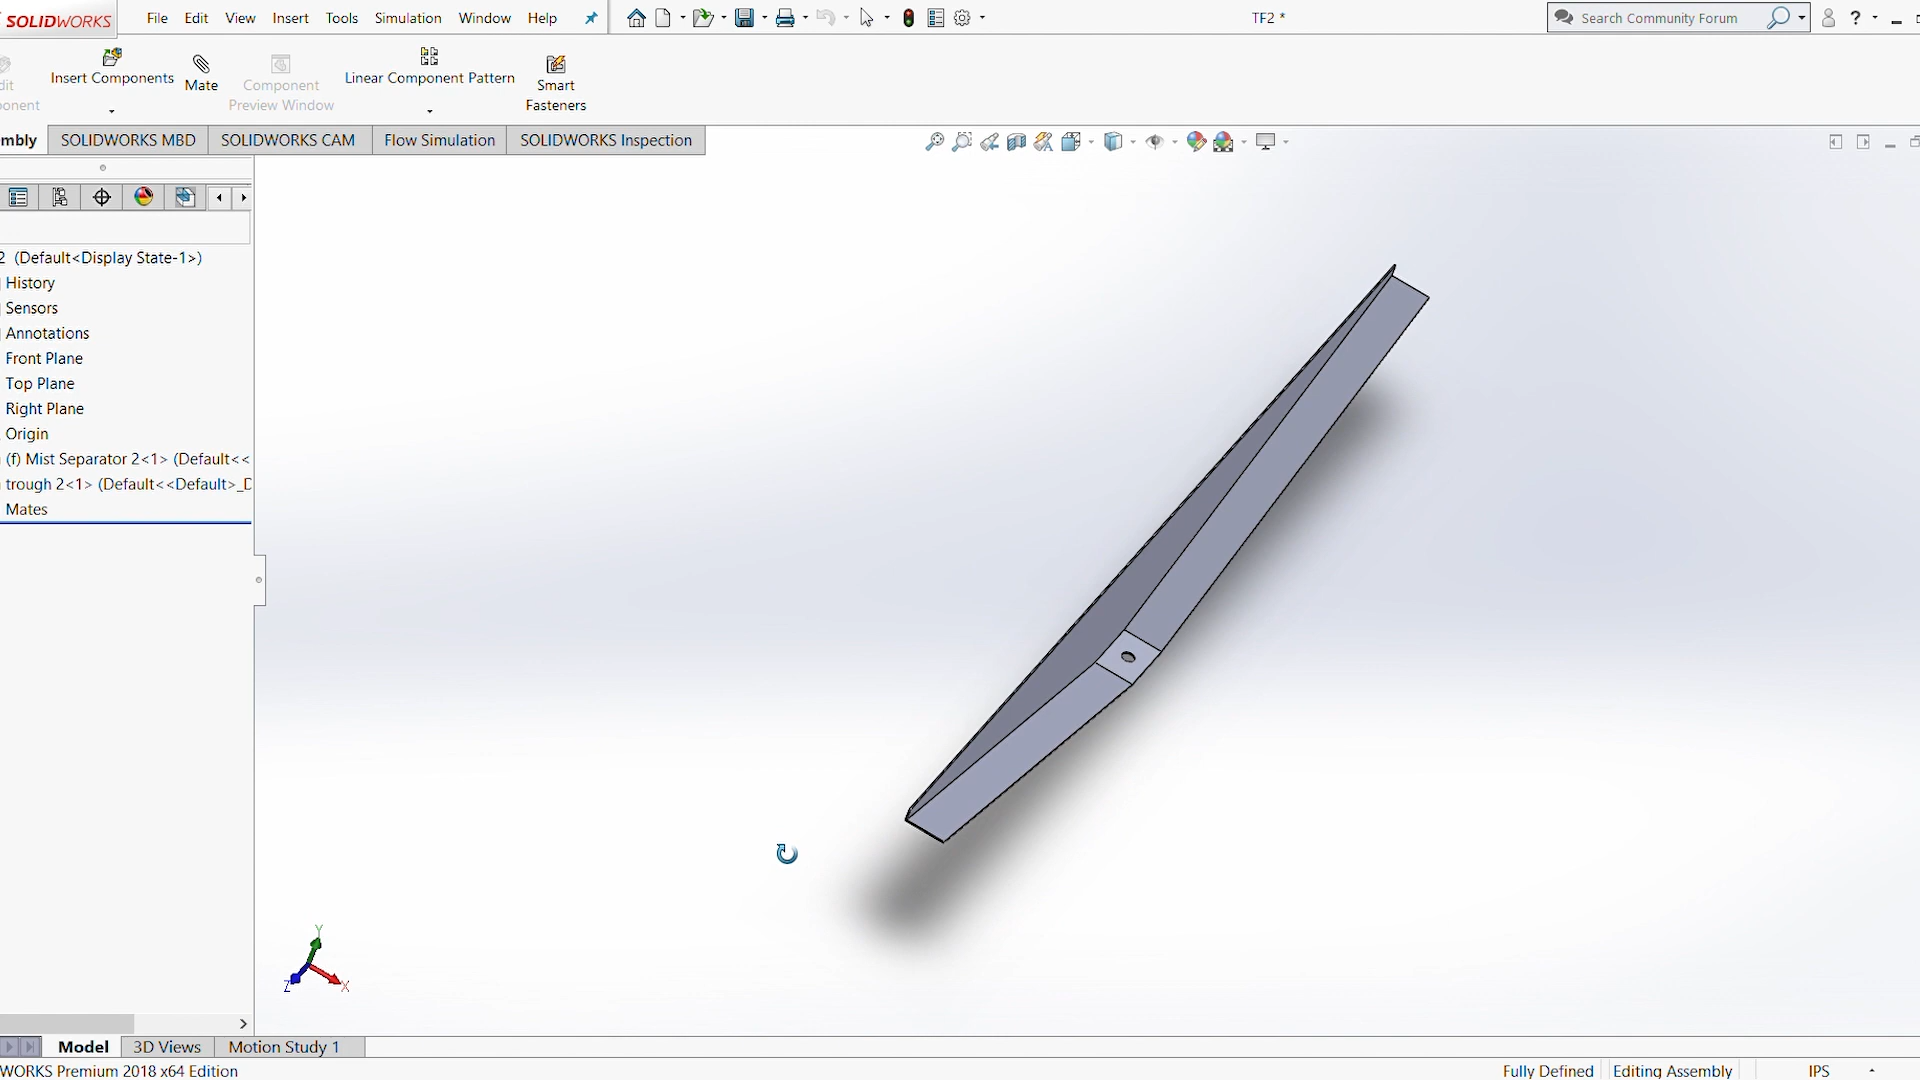 SOLIDWORKS File Edit View Insert Tools Simulation Window Help TF2 * Search Community Forum ?
Insert Components
Mate
Component
Preview Window
Linear Component Pattern
Smart
Fasteners
dit
onent
mbly SOLIDWORKS MBD SOLIDWORKS CAM Flow Simulation SOLIDWORKS Inspection
2 (Default<Display State-1>)
History
Sensors
Annotations
Front Plane
Top Plane
Right Plane
Origin
(f) Mist Separator 2<1> (Default<<
trough 2<1> (Default<<Default>_D
Mates
Y
Z
X
Model 3D Views Motion Study 1
WORKS Premium 2018 x64 Edition Fully Defined Editing Assembly IPS